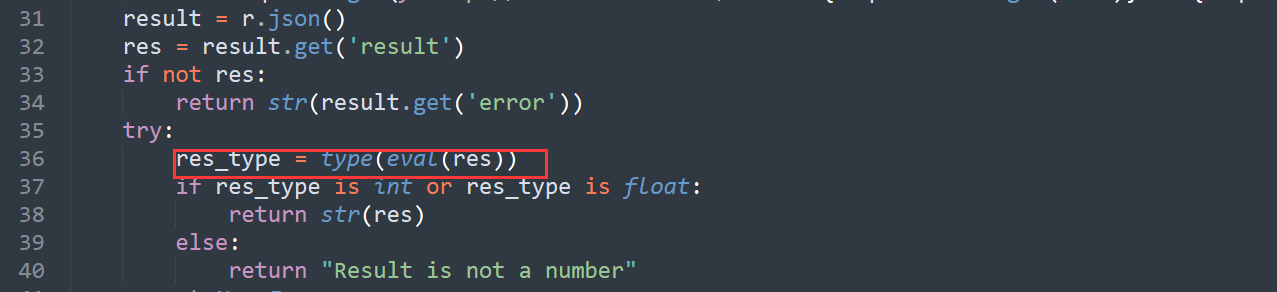 31 result = r.json()
32 res = result.get('result')
33 if not res:
34 return str(result.get('error'))
35 try:
36 res_type = type(eval(res))
37 if res_type is int or res_type is float:
38 return str(res)
39 else:
40 return "Result is not a number"